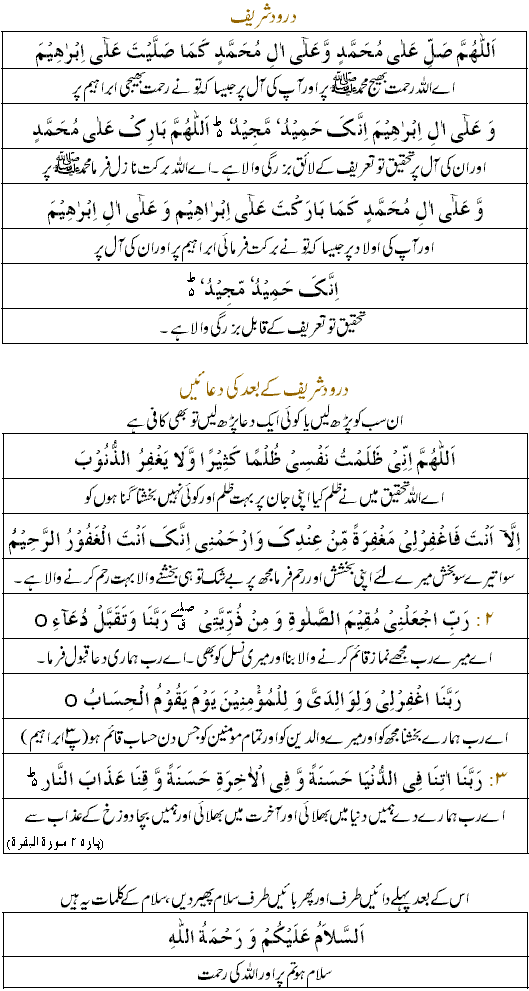 درود شریف
اَللّٰهُمَّ صَلِّ عَلٰی مُحَمَّدٍ وَّعَلٰٓی اٰلِ مُحَمَّدٍ كَمَا صَلَّیْتَ عَلٰٓی اِبْرٰهِیْمَ
اے اللہ رحمت بھیج محمد ﷺ پر اور آپ کی آل پر جیسا کہ تو نے رحمت بھیجی ابراہیم پر
وَ عَلٰٓی اٰلِ اِبْرٰهِیْمَ اِنَّکَ حَمِیْدٌ مَّجِیْدٌ ؕ اَللّٰهُمَّ بَارِکْ عَلٰی مُحَمَّدٍ
اور ان کی آل پر تحقیق تو تعریف کے لائق بزرگی والا ہے ۔ اے اللہ برکت نازل فرما محمد ﷺ پر
وَّ عَلٰٓی اٰلِ مُحَمَّدٍ كَمَا بَارَكْتَ عَلٰٓی اِبْرَاهِیْمَ وَ عَلٰٓی اٰلِ اِبْرٰهِیْمَ
اور آپ کی اولاد پر جیسا کہ تو نے برکت فرمائی ابراہیم پر اور ان کی آل پر
اِنَّکَ حَمِیْدٌ مَّجِیْدٌ ؕ
تحقیق تو تعریف کے قابل بزرگی والا ہے ۔
درود شریف کے بعد کی دعائیں
ان سب کو پڑھ لیں یا کوئی ایک دعا پڑھ لیں تو بھی کافی ہے
اَللّٰهُمَّ اِنِّیْ ظَلَمْتُ نَفْسِیْ ظُلْمًا كَثِیْرًا وَّلَا یَغْفِرُ الذُّنُوْبَ
اے اللہ تحقیق میں نے ظلم کیا اپنی جان پر بہت ظلم اور کوئی نہیں بخشتا گناہوں کو
اِلَّآ اَنْتَ فَاغْفِرْلِیْ مَغْفِرَةً مِّنْ عِنْدِکَ وَارْحَمْنِی اِنَّکَ اَنْتَ الْغَفُوْرُ الرَّحِیْمُ
سوا تیرے سو بخش میرے لئے اپنی بخشش اور رحم فرما مجھ پر بے شک تو ہی بخشنے والا بہت رحم کرنے والا ہے ۔
۲ : رَبِّ اجْعَلْنِیْ مُقِیْمَ الصَّلٰوةِ وَ مِنْ ذُرِّیَّتِیْ رَبَّنَا وَتَقَبَّلْ دُعَآءِ ○
اے میرے رب مجھے نماز قائم کرنے والا بنا اور میری نسل کو بھی ۔ اے رب ہماری دعا قبول فرما ۔
رَبَّنَا اغْفِرْلِیْ وَلِوَالِدَیَّ وَ لِلْمُؤْمِنِیْنَ یَوْمَ یَقُوْمُ الْحِسَابُ ○
اے رب ہمارے بخشنا مجھ کو اور میرے والدین کو اور تمام مومنین کو جس دن حساب قائم ہو ( ابراہیم )
۳ : رَبَّنَا اٰتِنَا فِی الدُّنْیَا حَسَنَةً وَّ فِی الْاٰخِرَةِ حَسَنَةً وَّ قِنَا عَذَابَ النَّارِ ؕ
اے رب ہمارے دے ہمیں دنیا میں بھلائی اور آخرت میں بھلائی اور ہمیں بچا دوزخ کے عذاب سے
(پارہ ۲ سورۃ البقرۃ)
اس کے بعد پہلے دائیں طرف اور پھر بائیں طرف سلام پھیر دیں ، سلام کے کلمات یہ ہیں
اَلسَّلَامُ عَلَیْكُمْ وَ رَحْمَةُ اللّٰهِ
سلام ہو تم پر اور اللہ کی رحمت